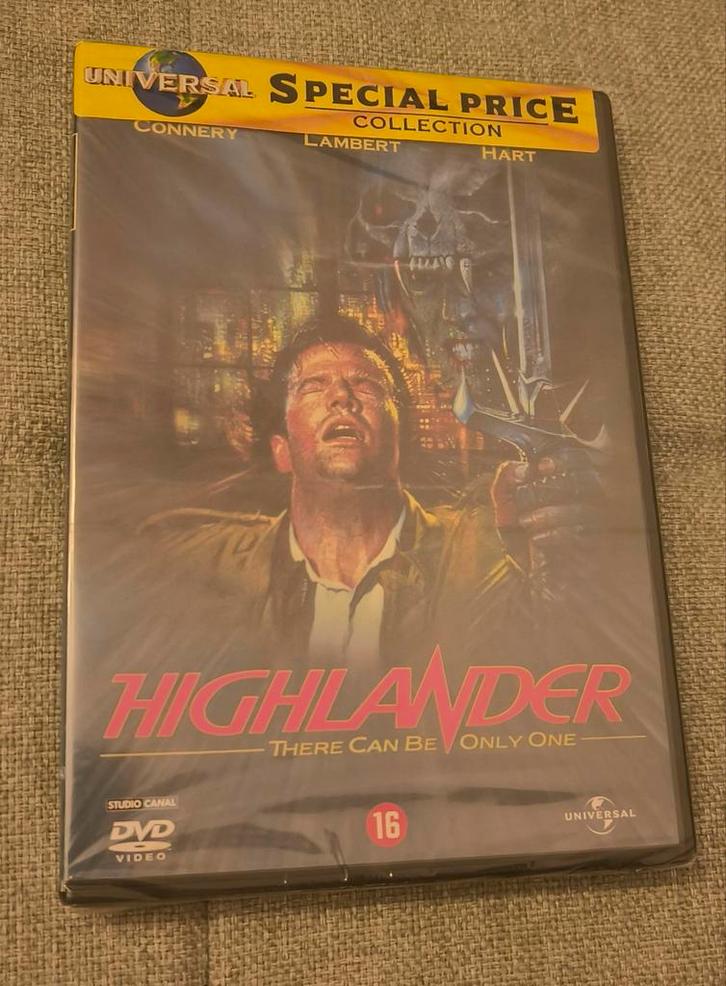 UNIVERSAL
SPECIAL PRICE
COLLECTION
CONNERY LAMBERT HART
HIGHLANDER
THERE CAN BE ONLY ONE
STUDIO CANAL
DVD
VIDEO
16
UNIVERSAL